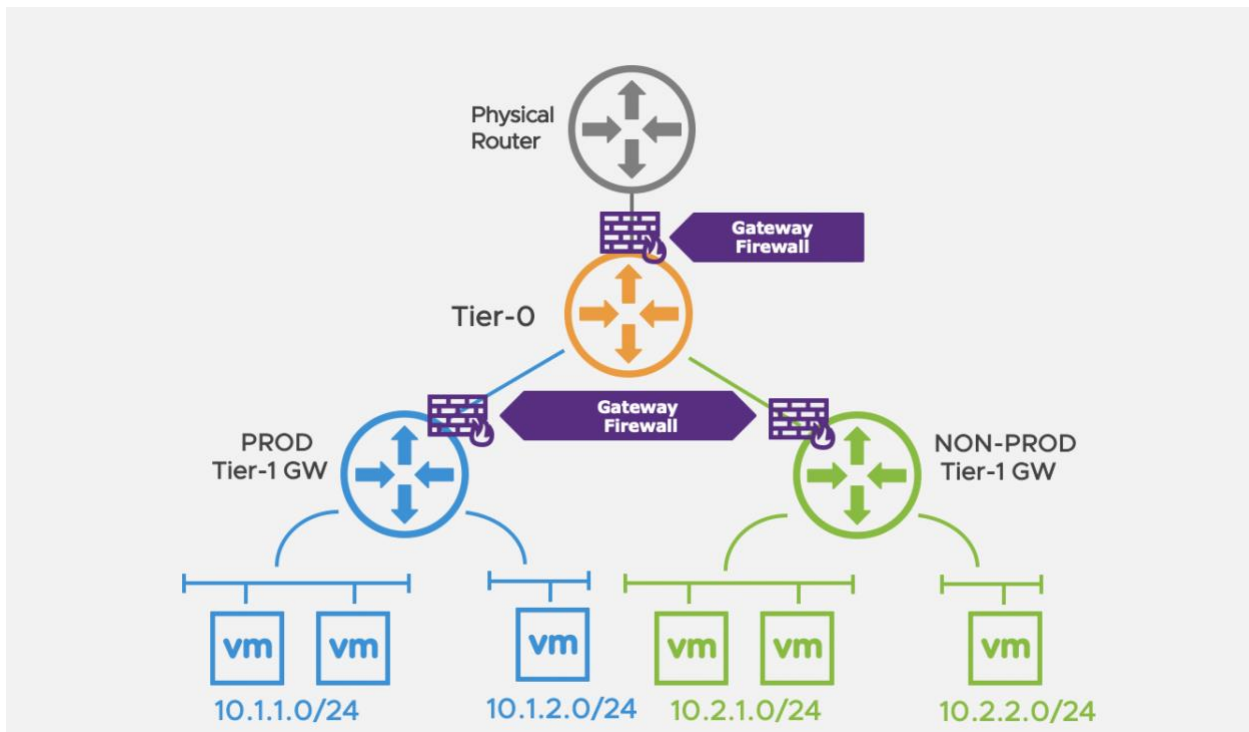 Physical
Router
Gateway
Firewall
Tier-0
Gateway
Firewall
PROD
Tier-1 GW
NON-PROD
Tier-1 GW
vm
vm
vm
vm
vm
vm
10.1.1.0/24
10.1.2.0/24
10.2.1.0/24
10.2.2.0/24